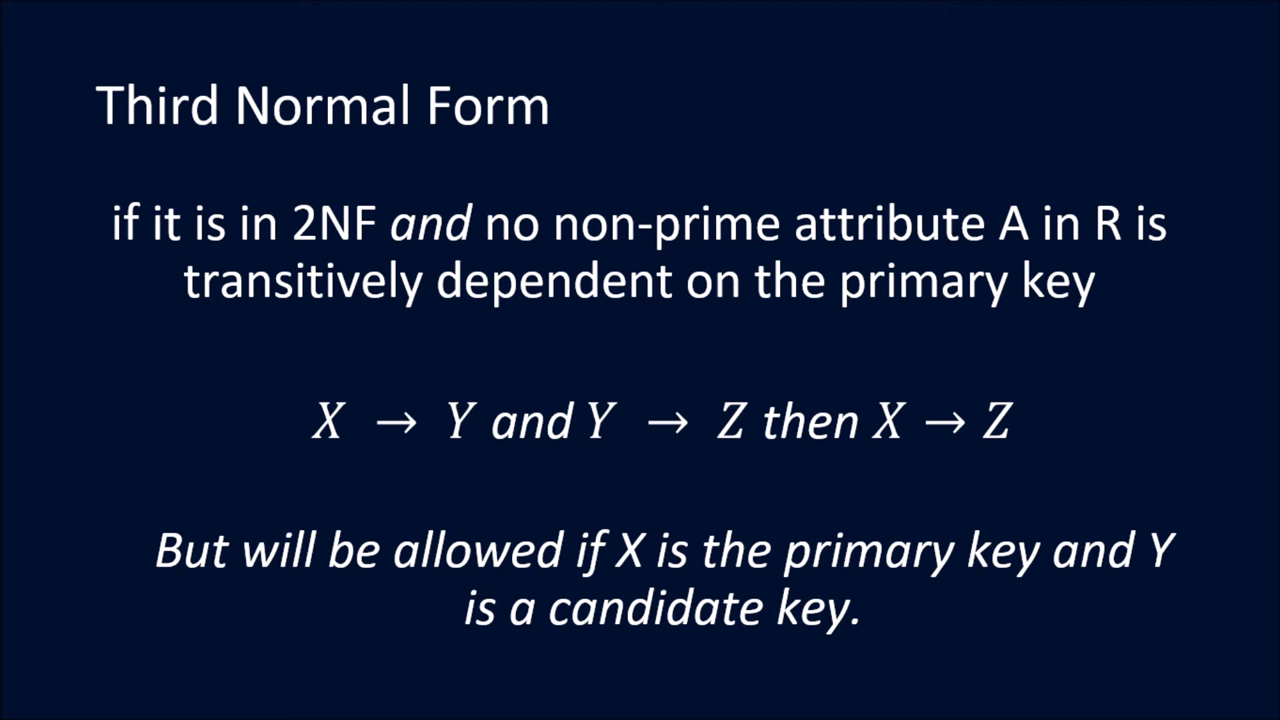 Third Normal Form
if it is in 2NF and no non-prime attribute A in R is
transitively dependent on the primary key
X → Y and Y → Z then X → Z
But will be allowed if X is the primary key and Y
is a candidate key.